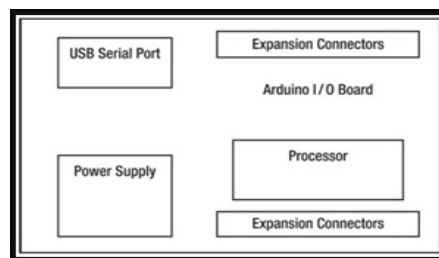 USB Serial Port
Expansion Connectors
Arduino I/O Board
Power Supply
Processor
Expansion Connectors